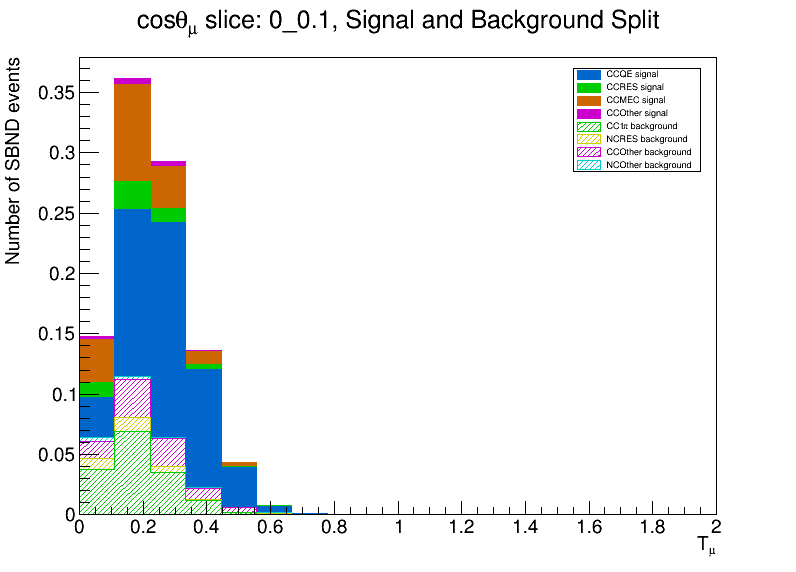 cosθμ slice: 0_0.1, Signal and Background Split
Number of SBND events
0.35
0.3
0.25
0.2
0.15
0.1
0.05
0
CCQE signal
CCRES signal
CCMEC signal
CCOther signal
CC1π background
NCRES background
CCOther background
NCOther background
0 0.2 0.4 0.6 0.8 1 1.2 1.4 1.6 1.8 2
Tμ